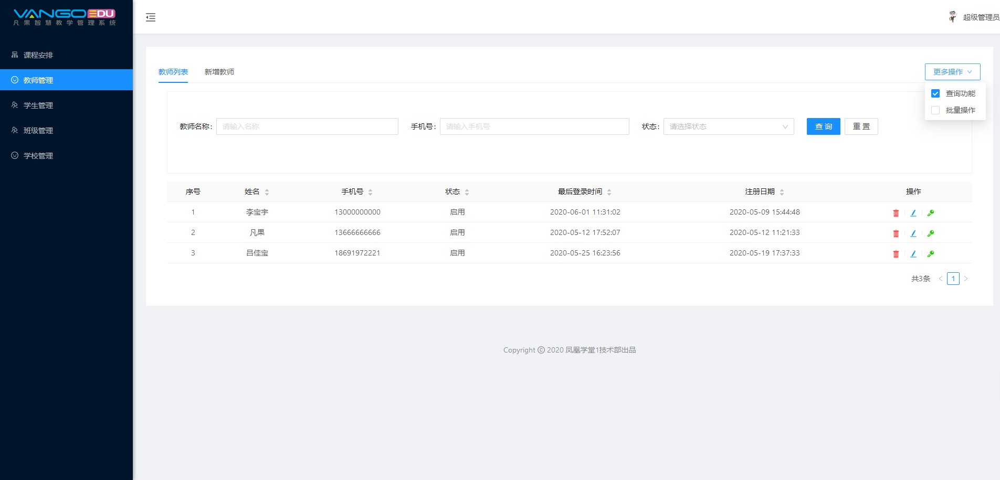 VANGOEDU
凡果智慧教学管理系统
超级管理员
课程安排
教师管理
学生管理
班级管理
学校管理
教师列表 新增教师 更多操作
查询功能
批量操作
教师名称: 请输入名称 手机号: 请输入手机号 状态: 请选择状态 查 询 重 置
序号 姓名 手机号 状态 最后登录时间 注册日期 操作
1 李宝宇 13000000000 启用 2020-06-01 11:31:02 2020-05-09 15:44:48
2 凡果 13666666666 启用 2020-05-12 17:52:07 2020-05-12 11:21:33
3 吕佳宝 18691972221 启用 2020-05-25 16:23:56 2020-05-19 17:37:33
共3条 < 1 >
Copyright © 2020 凤凰学堂1技术部出品